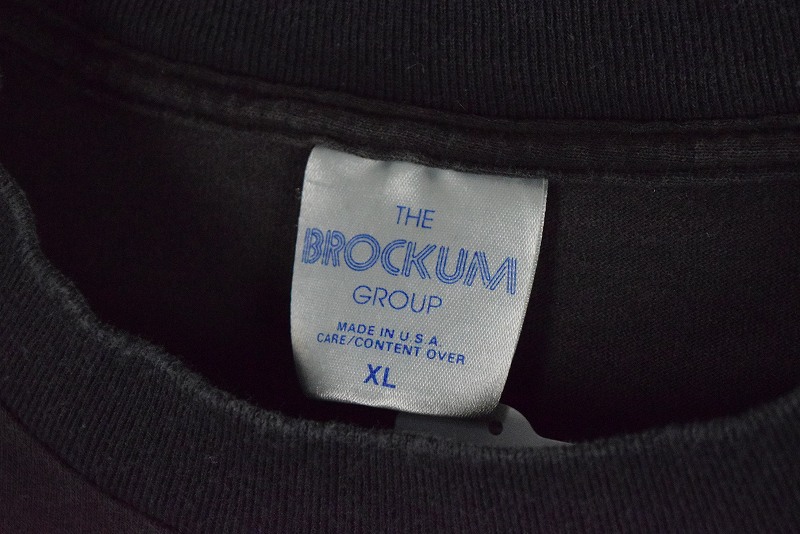 THE
BROCKUM
GROUP
MADE IN U.S.A
CARE/CONTENT OVER
XL